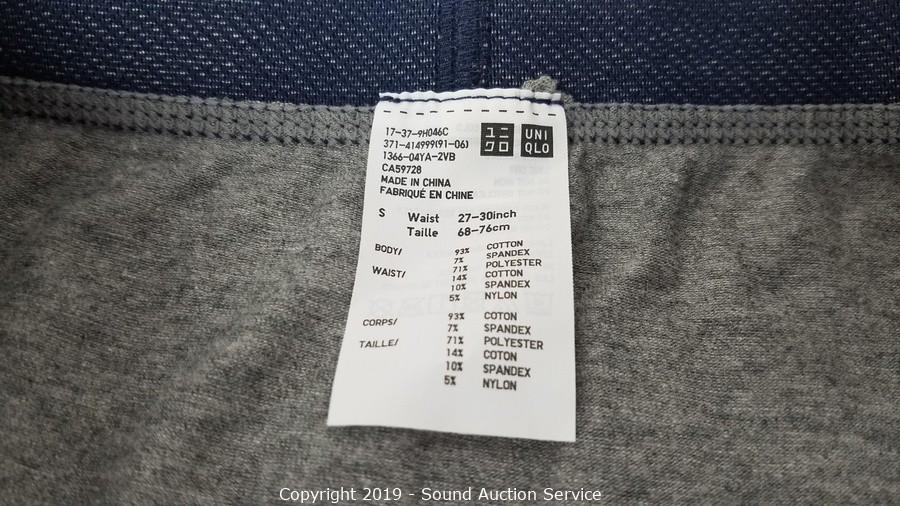 17-37-9H046C
371-414999(91-06)
1366-04YA-2VB
CA59728
MADE IN CHINA
FABRIQUÉ EN CHINE
ユニ
クロ
UNI
QLO
S Waist 27-30inch
Taille 68-76cm
BODY/ 93% COTTON
7% SPANDEX
WAIST/ 71% POLYESTER
14% COTTON
10% SPANDEX
5% NYLON
CORPS/ 93% COTON
7% SPANDEX
TAILLE/ 71% POLYESTER
14% COTON
10% SPANDEX
5% NYLON
Copyright 2019 - Sound Auction Service